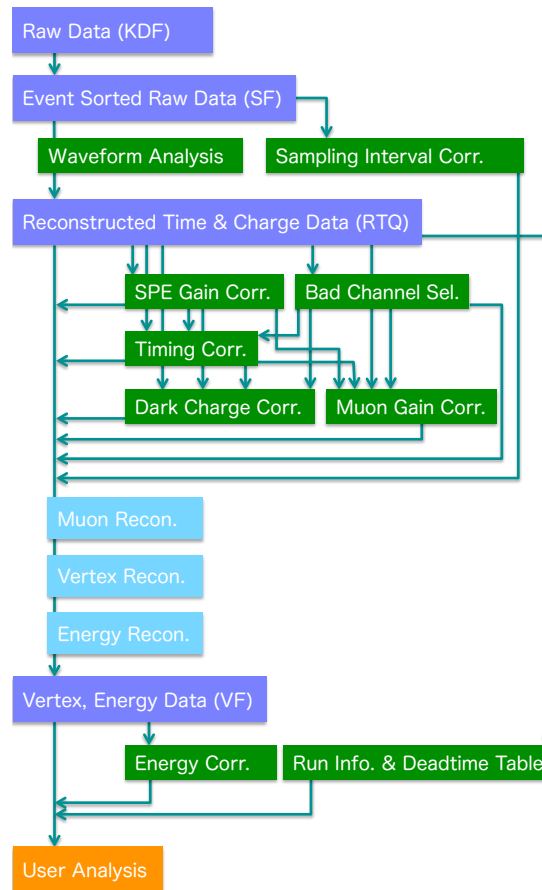 Raw Data (KDF)
Event Sorted Raw Data (SF)
Waveform Analysis
Sampling Interval Corr.
Reconstructed Time & Charge Data (RTQ)
SPE Gain Corr.
Bad Channel Sel.
Timing Corr.
Dark Charge Corr.
Muon Gain Corr.
Muon Recon.
Vertex Recon.
Energy Recon.
Vertex, Energy Data (VF)
Energy Corr.
Run Info. & Deadtime Table
User Analysis